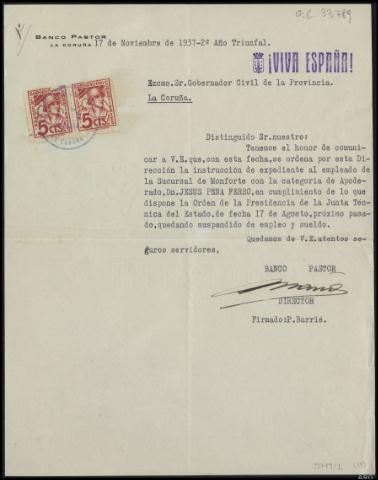 O.C. 33.789
BANCO PASTOR
LA CORUÑA
17 de Noviembre de 1937-2º Año Triunfal.
¡VIVA ESPAÑA!
Excmo.Sr.Gobernador Civil de la Provincia.
La Coruña.
5 cts 5 cts
Distinguido Sr.nuestro:
Tenemos el honor de comuni-
car a V.E.que,con esta fecha,se ordena por esta Di-
rección la instrucción de expediente al empleado de
la Sucursal de Monforte con la categoría de Apode-
rado,Dn.JESUS PENA FERRO,en cumplimiento de lo que
dispone la Orden de la Presidencia de la Junta Téc-
nica del Estado,de fecha 17 de Agosto,próximo pasa-
do,quedando suspendido de empleo y sueldo.
Quedamos de V.E.atentos se-
guros servidores,
BANCO PASTOR
DIRECTOR
Firmado:P.Barrié.
ARG